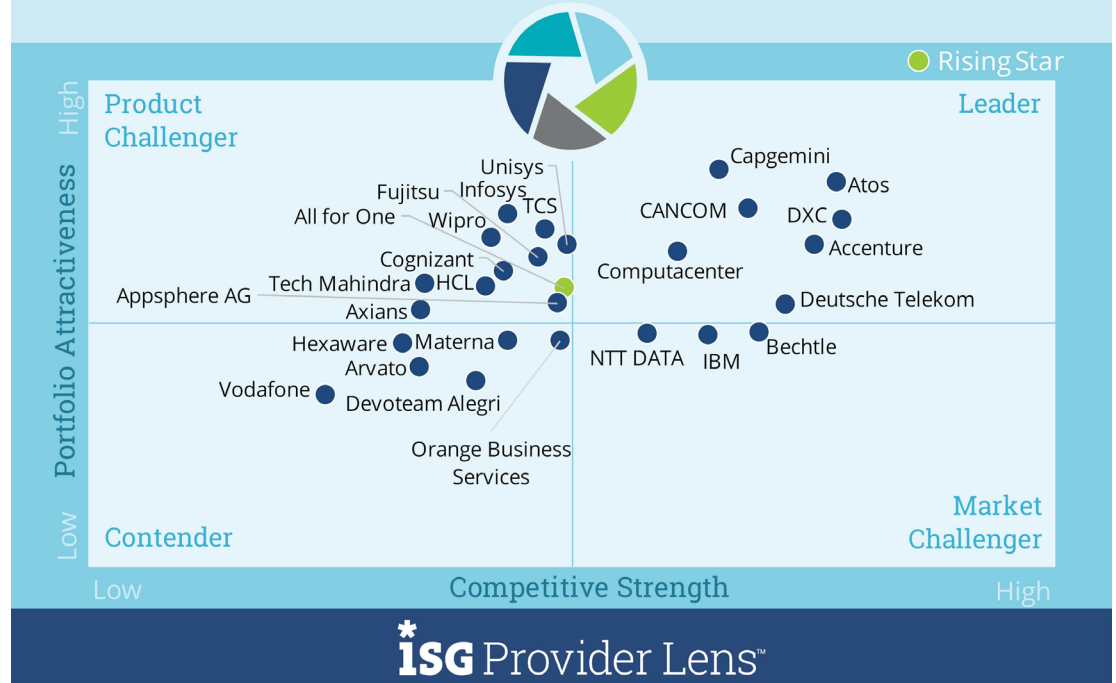 Rising Star
High
Product
Challenger
Leader
Portfolio Attractiveness
Capgemini
Unisys
Atos
Fujitsu
Infosys
TCS
CANCOM
DXC
All for One
Wipro
Accenture
Cognizant
Computacenter
Tech Mahindra
HCL
Appsphere AG
Deutsche Telekom
Axians
Hexaware
Materna
NTT DATA
IBM
Bechtle
Arvato
Vodafone
Devoteam Alegri
Orange Business
Services
Low
Contender
Market
Challenger
Low
Competitive Strength
High
*iSG Provider Lens™